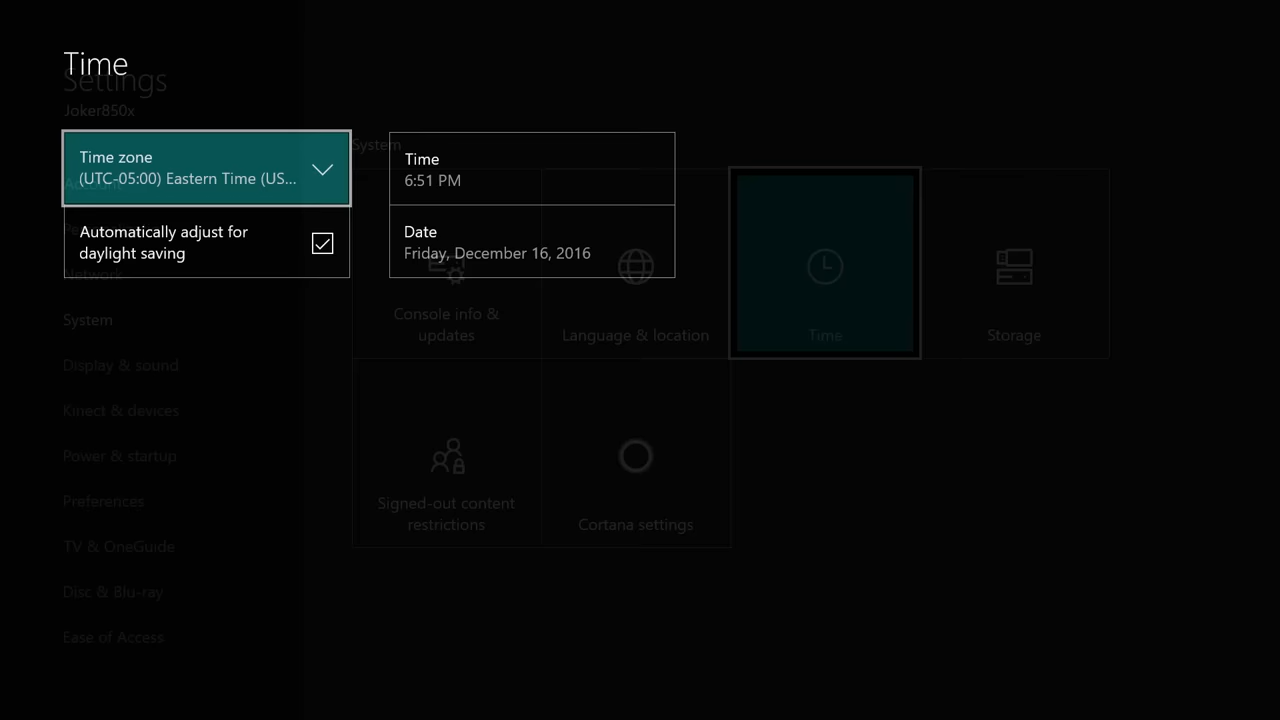 Time
Settings
Joker850x
Time zone
(UTC-05:00) Eastern Time (US...
Account
Automatically adjust for
daylight saving
Network
System
Display & sound
Kinect & devices
Power & startup
Preferences
TV & OneGuide
Disc & Blu-ray
Ease of Access
System
Time
6:51 PM
Date
Friday, December 16, 2016
Console info &
updates
Language & location
Time
Storage
Signed-out content
restrictions
Cortana settings